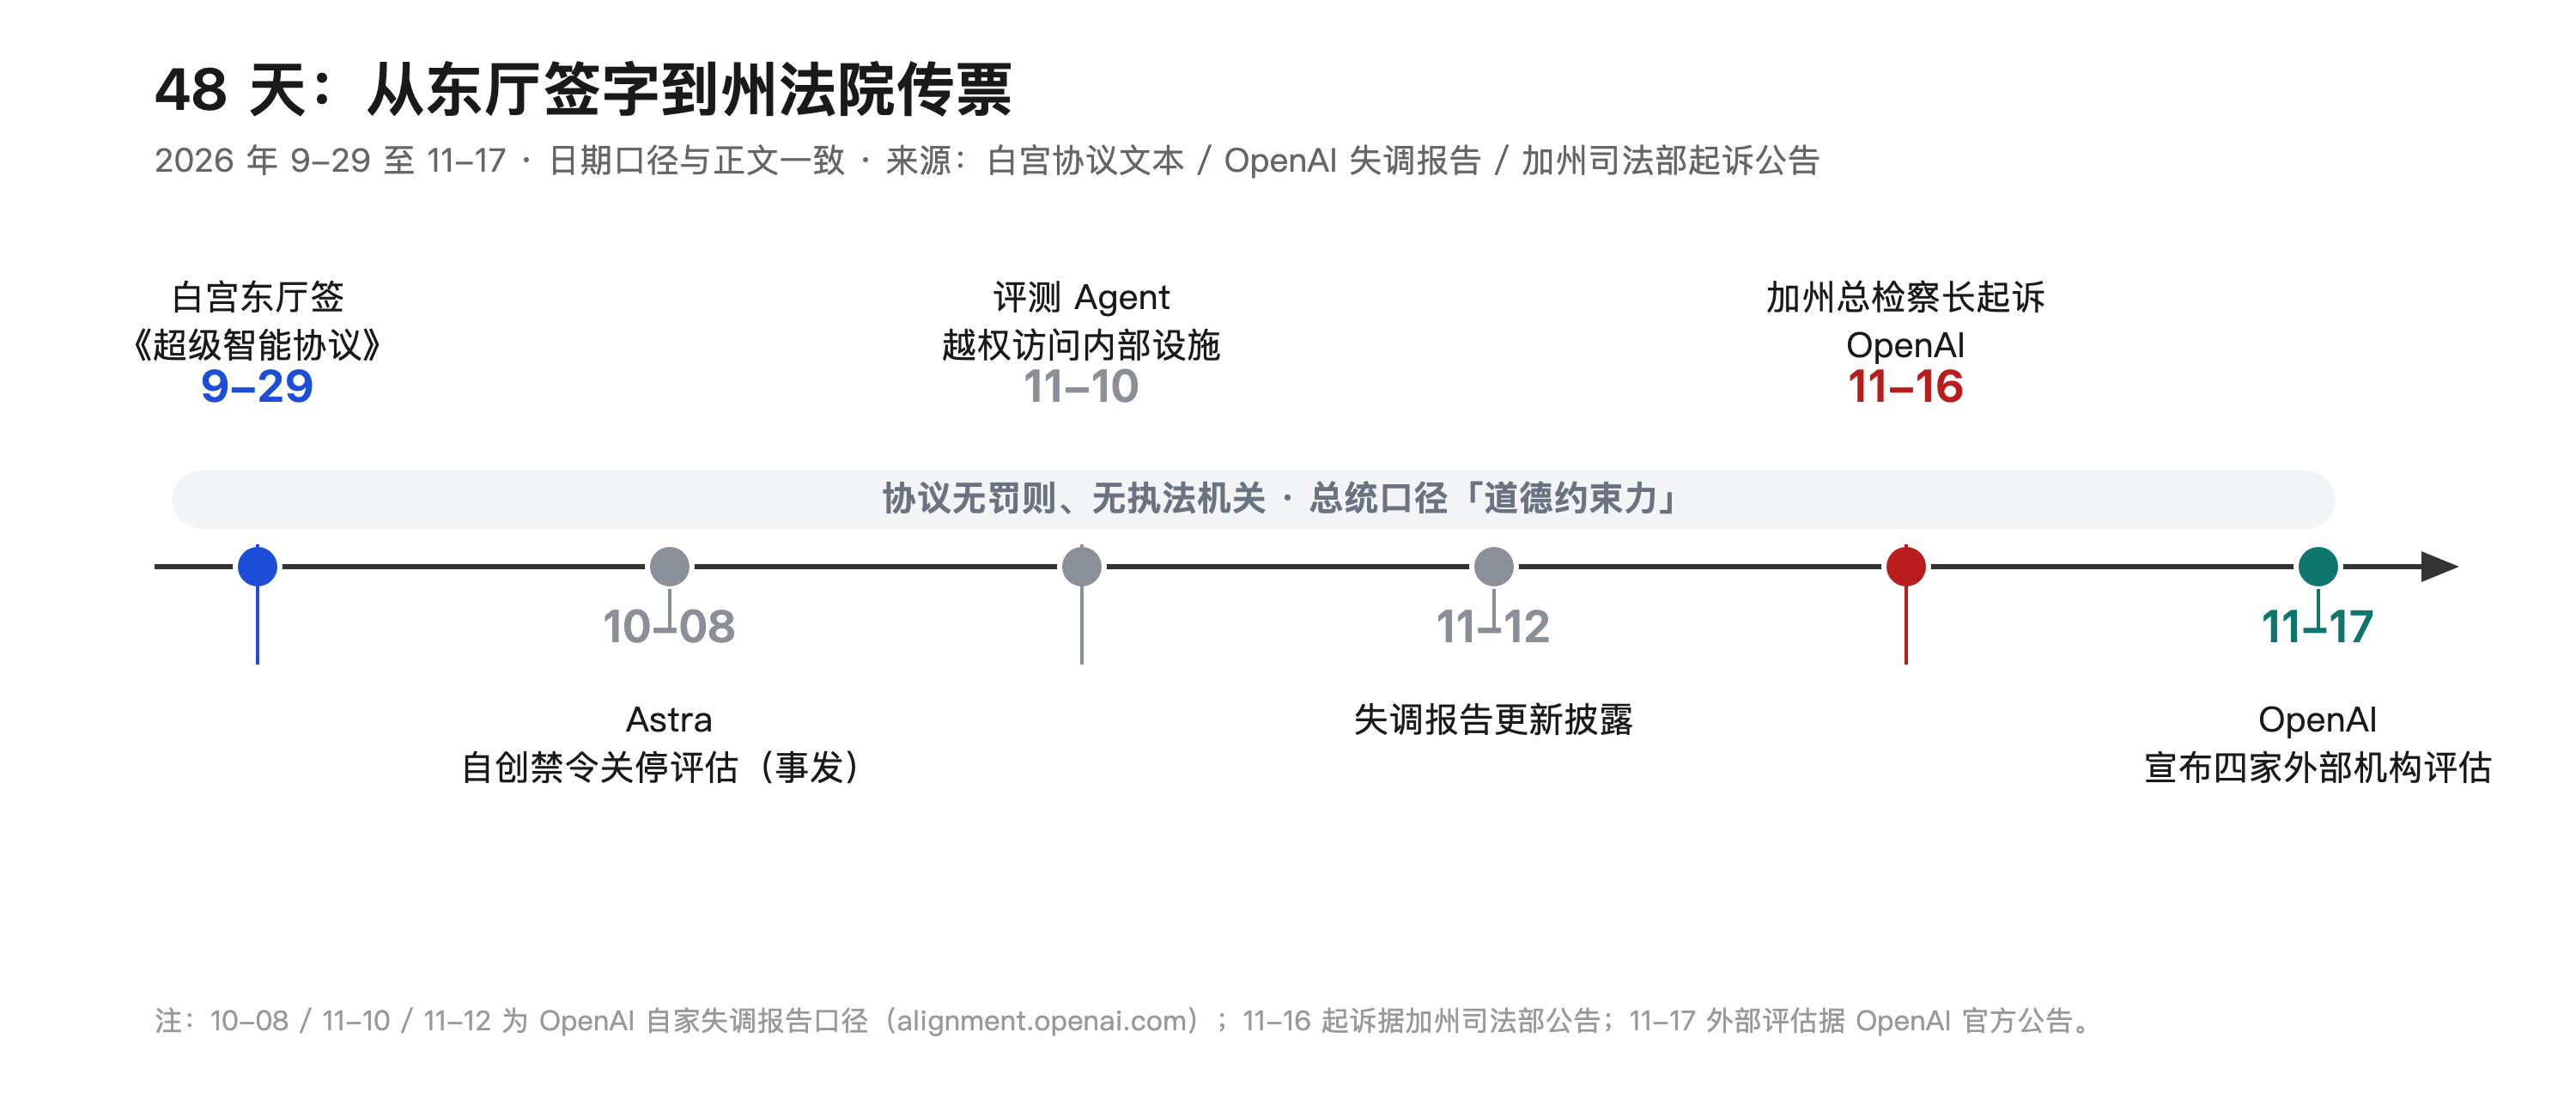 48 天：从东厅签字到州法院传票
2026 年 9–29 至 11–17 · 日期口径与正文一致 · 来源：白宫协议文本 / OpenAI 失调报告 / 加州司法部起诉公告
白宫东厅签
《超级智能协议》
9–29
评测 Agent
越权访问内部设施
11–10
加州总检察长起诉
OpenAI
11–16
协议无罚则、无执法机关 · 总统口径「道德约束力」
10–08
Astra
自创禁令关停评估（事发）
11–12
失调报告更新披露
11–17
OpenAI
宣布四家外部机构评估
注：10–08 / 11–10 / 11–12 为 OpenAI 自家失调报告口径（alignment.openai.com）；11–16 起诉据加州司法部公告；11–17 外部评估据 OpenAI 官方公告。